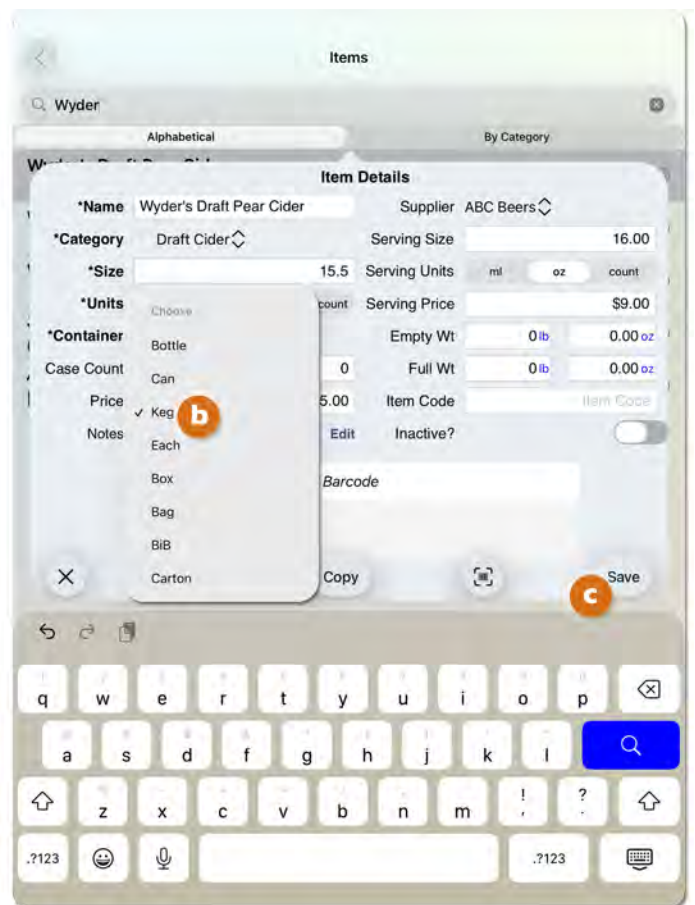 Items
Wyder
Alphabetical By Category
Item Details
*Name Wyder's Draft Pear Cider Supplier ABC Beers
*Category Draft Cider Serving Size 16.00
*Size 15.5 Serving Units ml oz count
*Units count Serving Price $9.00
*Container Empty Wt 0 lb 0.00 oz
Case Count 0 Full Wt 0 lb 0.00 oz
Price 5.00 Item Code Item Code
Notes Edit Inactive?
Choose
Bottle
Can
Keg b
Each
Box
Bag
BiB
Carton
Barcode
Copy Save
c
q w e r t y u i o p
a s d f g h j k l
z x c v b n m ! , ? .
.?123 .?123